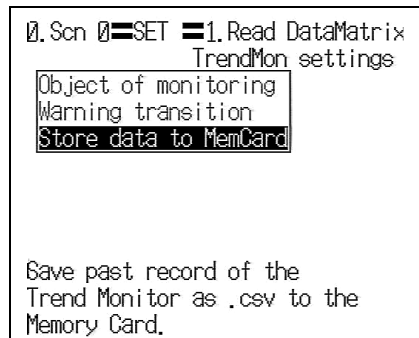 0. Scn 0=SET =1. Read DataMatrix
TrendMon settings
Object of monitoring
Warning transition
Store data to MemCard
Save past record of the
Trend Monitor as .csv to the
Memory Card.